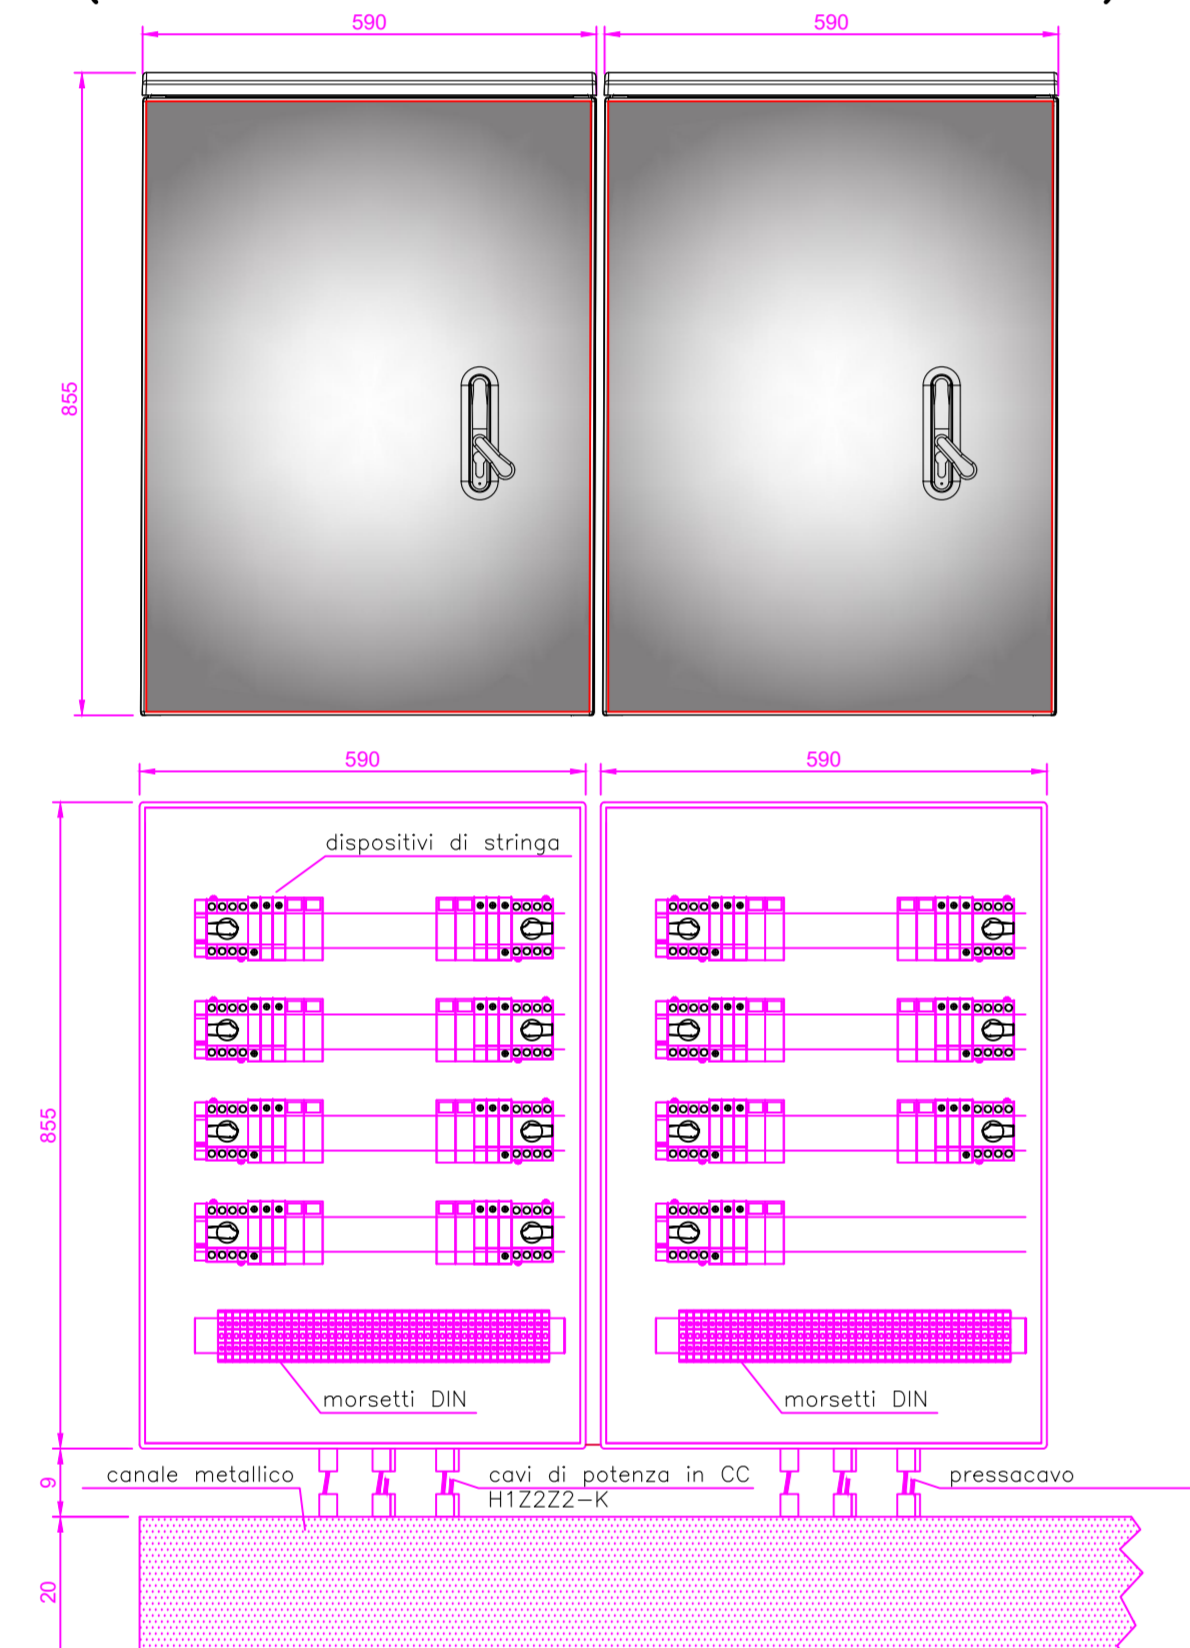 590 590
855
590 590
dispositivi di stringa
855
morsetti DIN morsetti DIN
9
canale metallico
cavi di potenza in CC
H1Z2Z2-K
pressacavo
20